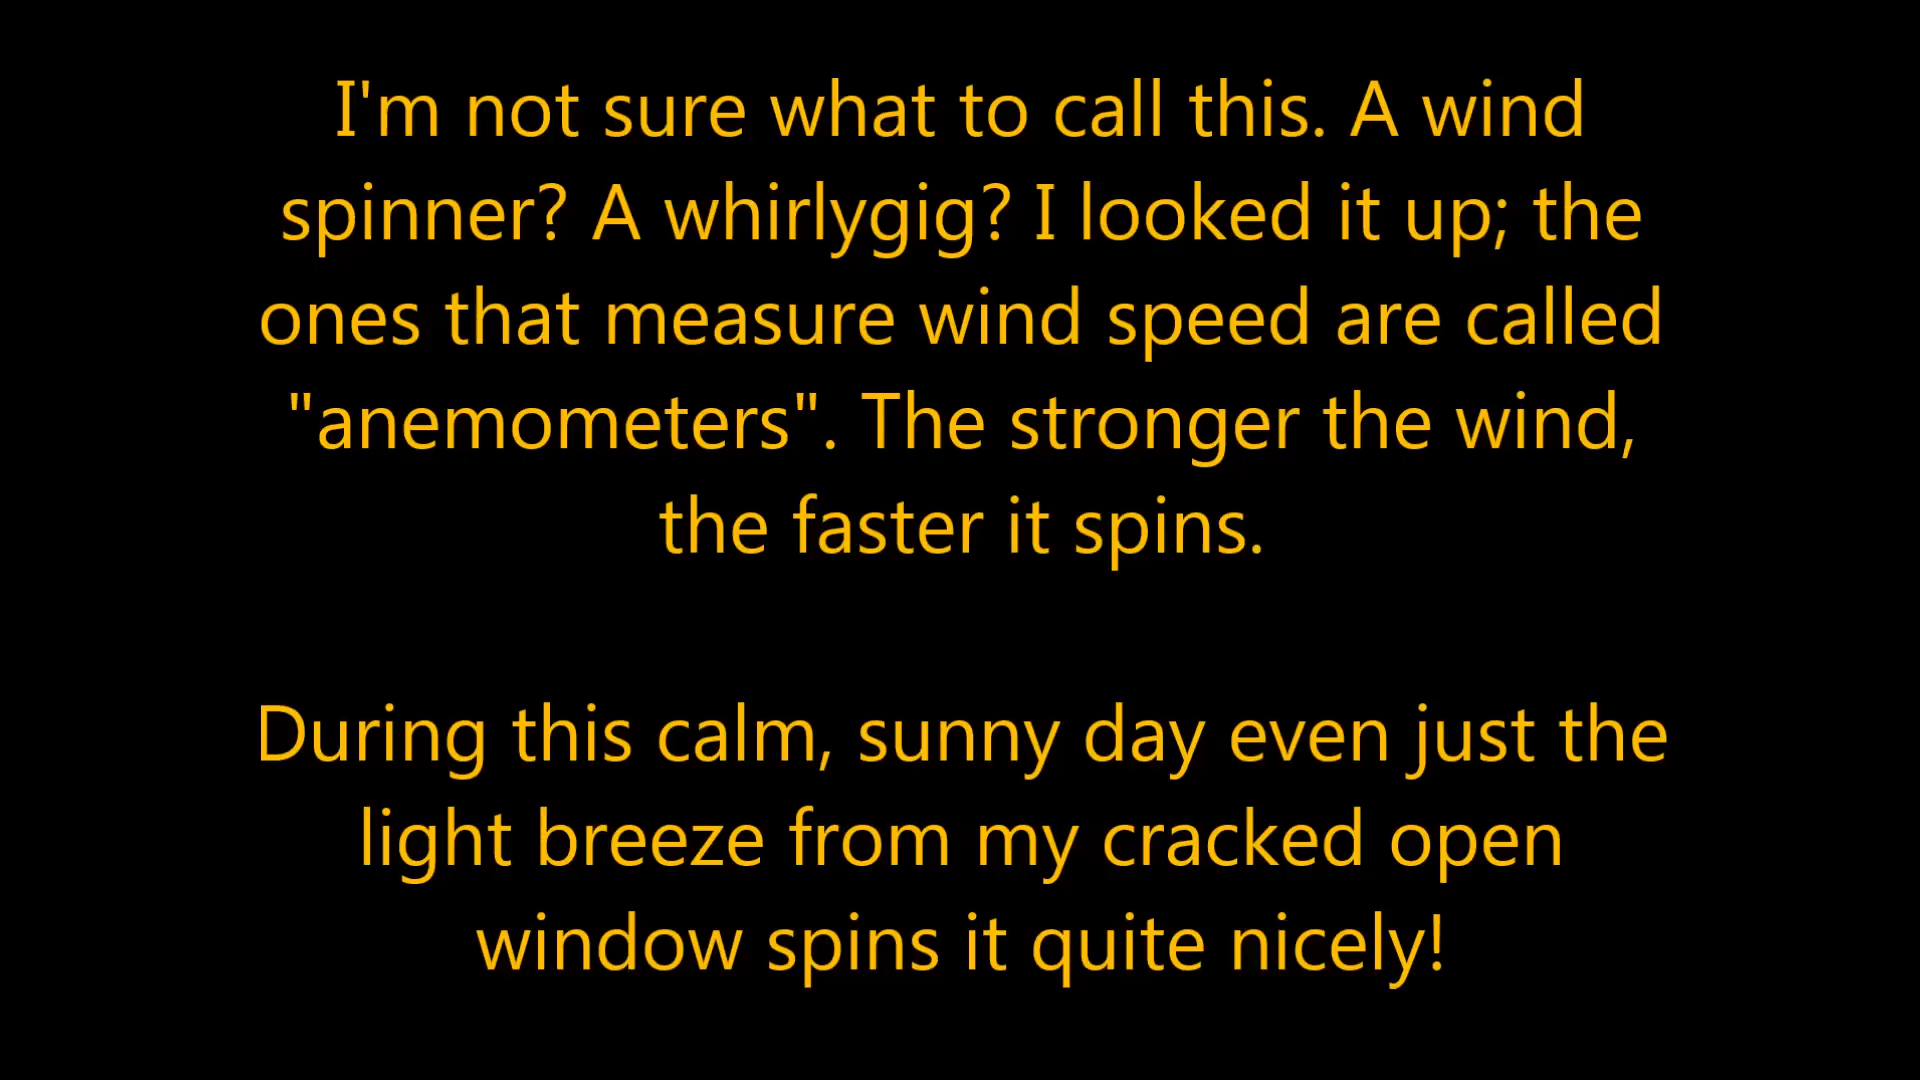 I'm not sure what to call this. A wind
spinner? A whirlygig? I looked it up; the
ones that measure wind speed are called
"anemometers". The stronger the wind,
the faster it spins.
During this calm, sunny day even just the
light breeze from my cracked open
window spins it quite nicely!